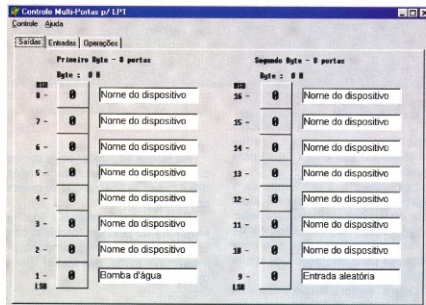 Controle Multi-Portas p/ LPT
Controle Ajuda
Saídas Entradas Operações
Primeiro Byte - 8 portas
Segundo Byte - 8 portas
Byte : 0 H
Byte : 0 H
MSB
MSB
8 - 0 Nome do dispositivo
16 - 0 Nome do dispositivo
7 - 0 Nome do dispositivo
15 - 0 Nome do dispositivo
6 - 0 Nome do dispositivo
14 - 0 Nome do dispositivo
5 - 0 Nome do dispositivo
13 - 0 Nome do dispositivo
4 - 0 Nome do dispositivo
12 - 0 Nome do dispositivo
3 - 0 Nome do dispositivo
11 - 0 Nome do dispositivo
2 - 0 Nome do dispositivo
10 - 0 Nome do dispositivo
1 - 0 Bomba d'água
9 - 0 Entrada aleatória
LSB
LSB